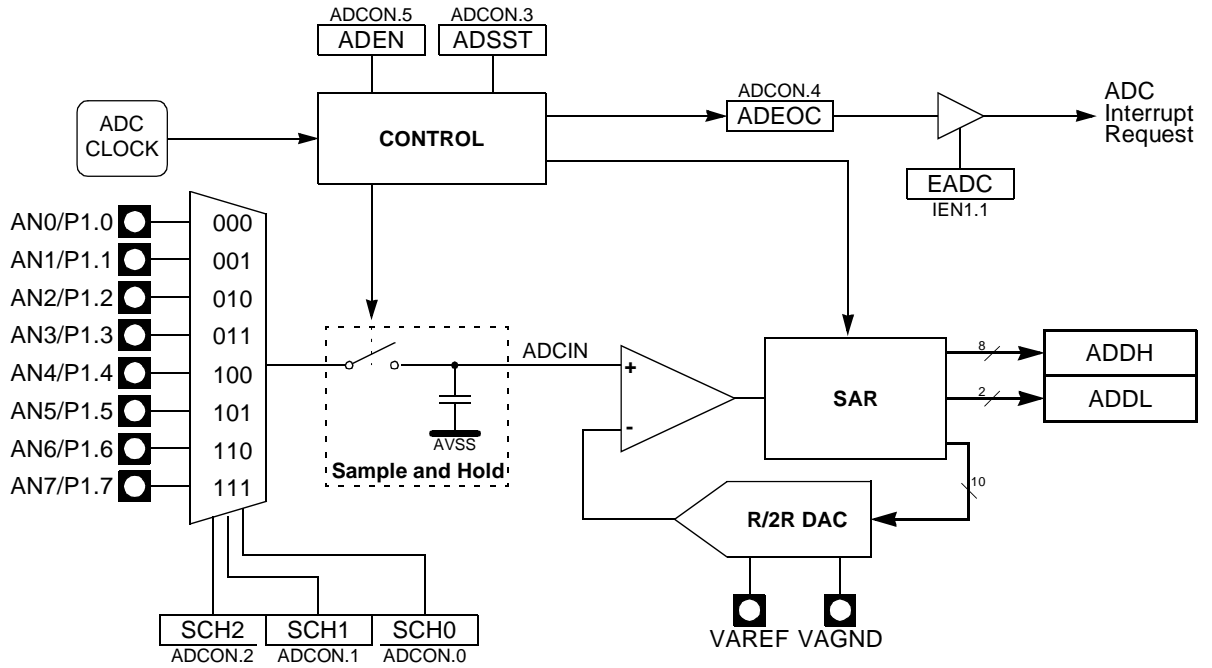 ADCON.5
ADEN
ADCON.3
ADSST
ADC
CLOCK
CONTROL
ADCON.4
ADEOC
ADC
Interrupt
Request
EADC
IEN1.1
AN0/P1.0
000
AN1/P1.1
001
AN2/P1.2
010
AN3/P1.3
011
AN4/P1.4
100
AN5/P1.5
101
AN6/P1.6
110
AN7/P1.7
111
AVSS
Sample and Hold
ADCIN
+
-
SAR
8
ADDH
2
ADDL
10
R/2R DAC
VAREF
VAGND
SCH2
SCH1
SCH0
ADCON.2
ADCON.1
ADCON.0